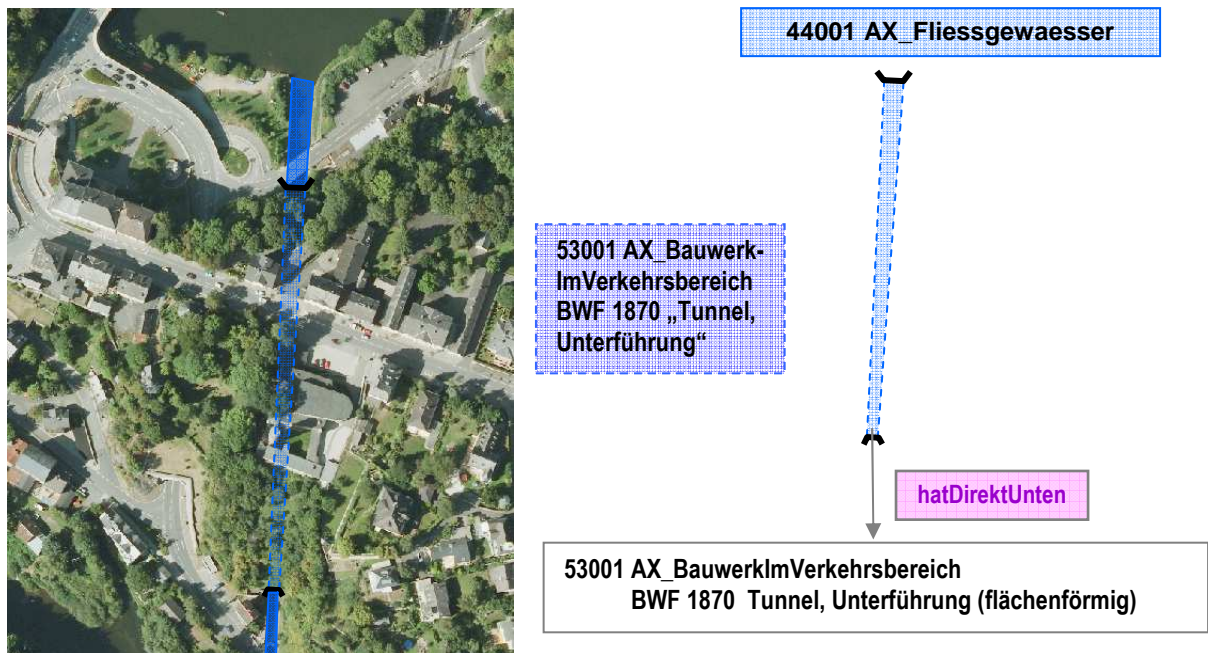 44001 AX_Fliessgewaesser
53001 AX_Bauwerk-
ImVerkehrsbereich
BWF 1870 „Tunnel,
Unterführung“
hatDirektUnten
53001 AX_BauwerkImVerkehrsbereich
BWF 1870 Tunnel, Unterführung (flächenförmig)